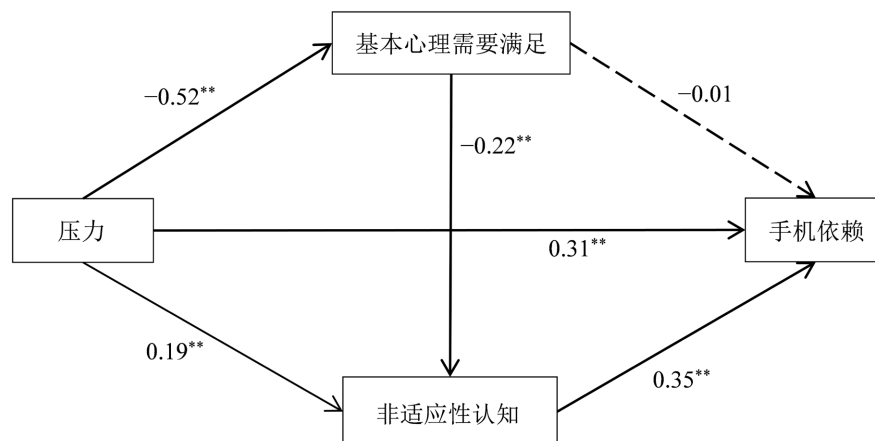 基本心理需要满足
−0.52**
−0.01
−0.22**
压力
0.31**
手机依赖
0.19**
0.35**
非适应性认知